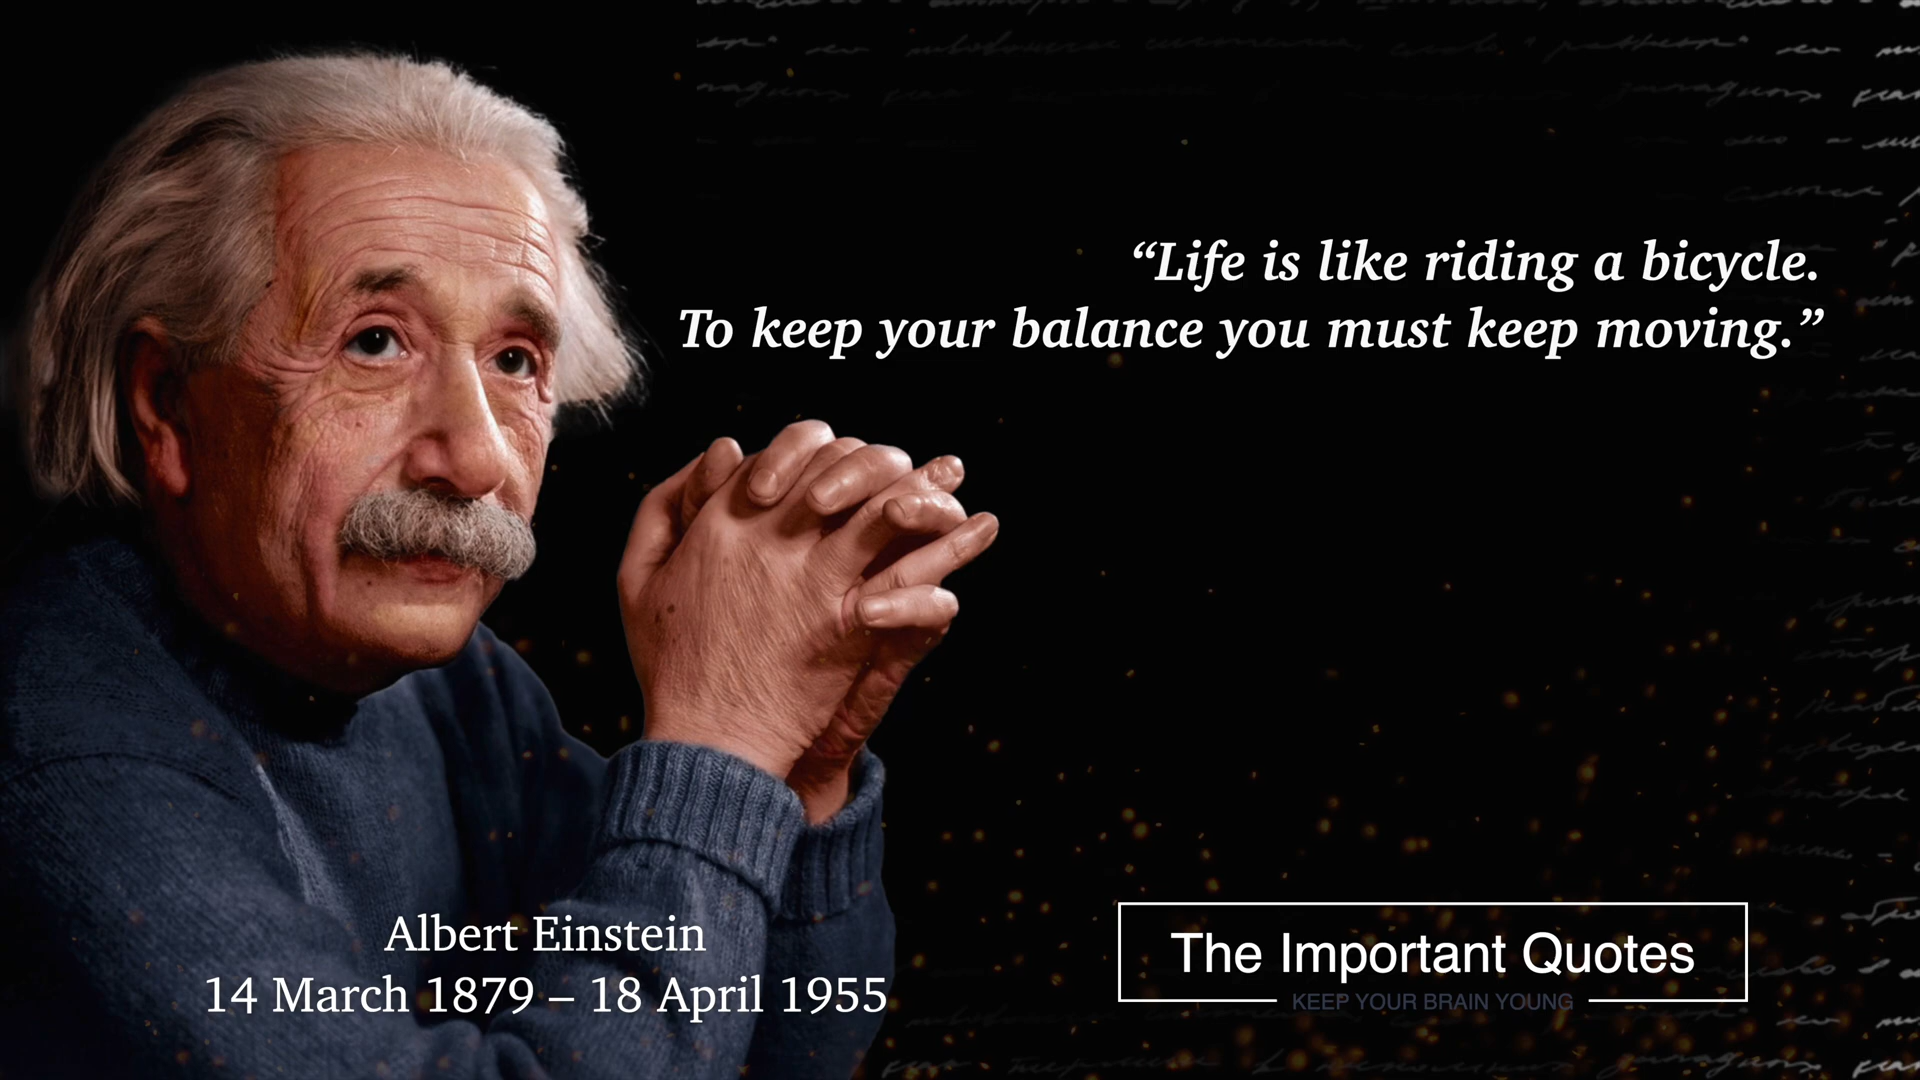 “Life is like riding a bicycle.
To keep your balance you must keep moving.”
Albert Einstein
14 March 1879 – 18 April 1955
The Important Quotes
KEEP YOUR BRAIN YOUNG